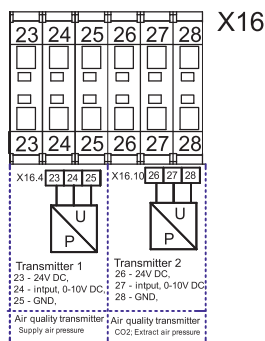 X16
23 24 25 26 27 28
23 24 25 26 27 28
X16.4 23 24 25
X16.10 26 27 28
U
P
U
P
Transmitter 1
23 - 24V DC,
24 - intput, 0-10V DC,
25 - GND,
Transmitter 2
26 - 24V DC,
27 - intput, 0-10V DC,
28 - GND,
Air quality transmitter
Supply air pressure
Air quality transmitter
CO2; Extract air pressure